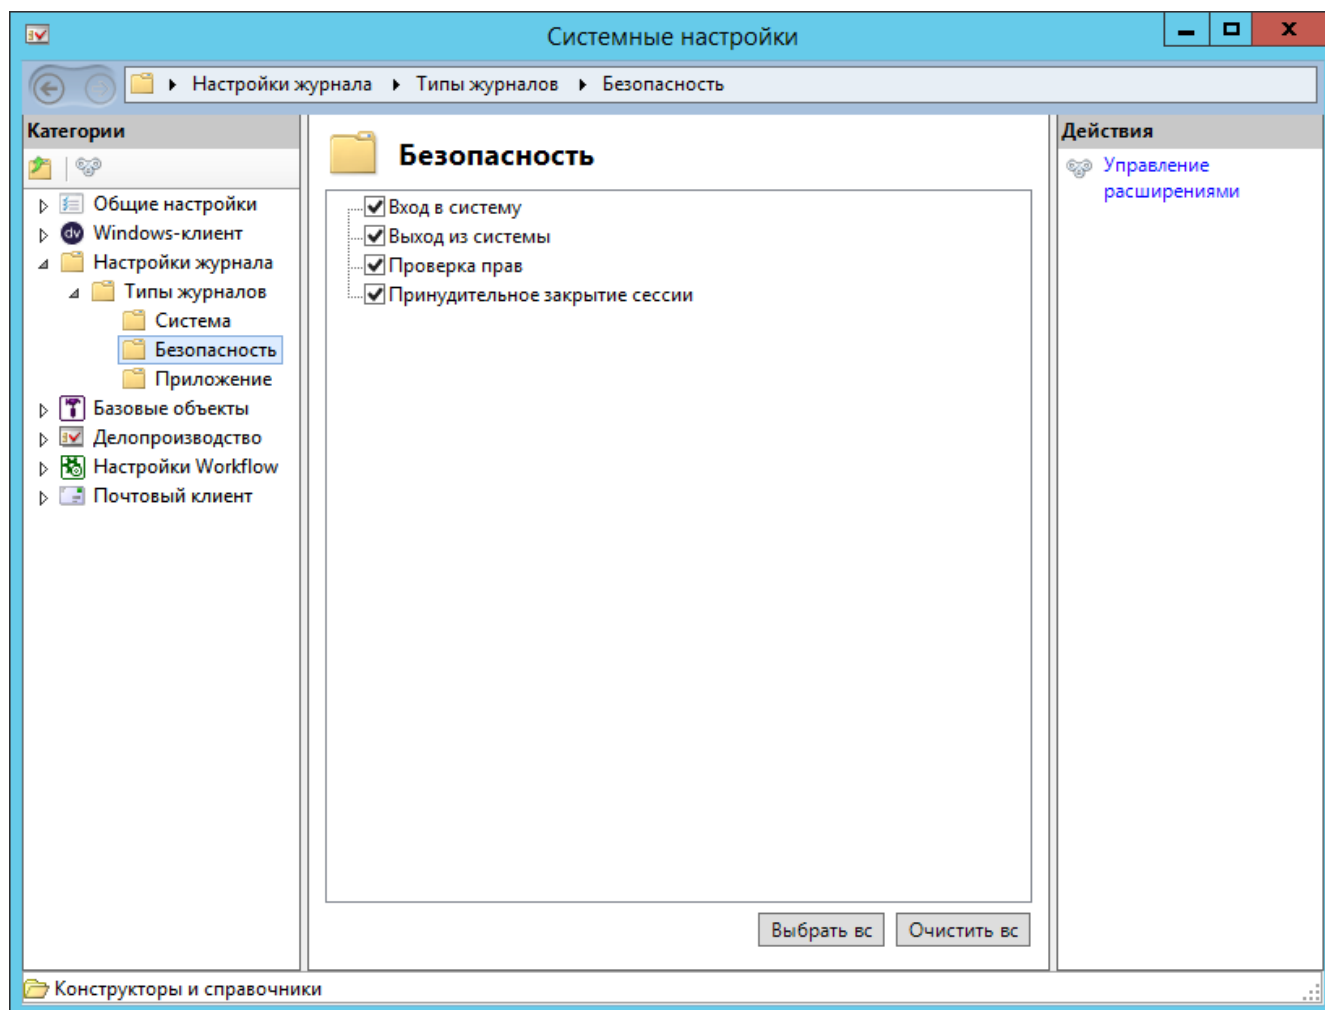 Системные настройки
Настройки журнала Типы журналов Безопасность
Категории
Общие настройки
dv Windows-клиент
Настройки журнала
Типы журналов
Система
Безопасность
Приложение
Базовые объекты
Делопроизводство
Настройки Workflow
Почтовый клиент
Безопасность
Вход в систему
Выход из системы
Проверка прав
Принудительное закрытие сессии
Выбрать вс Очистить вс
Действия
Управление
расширениями
Конструкторы и справочники